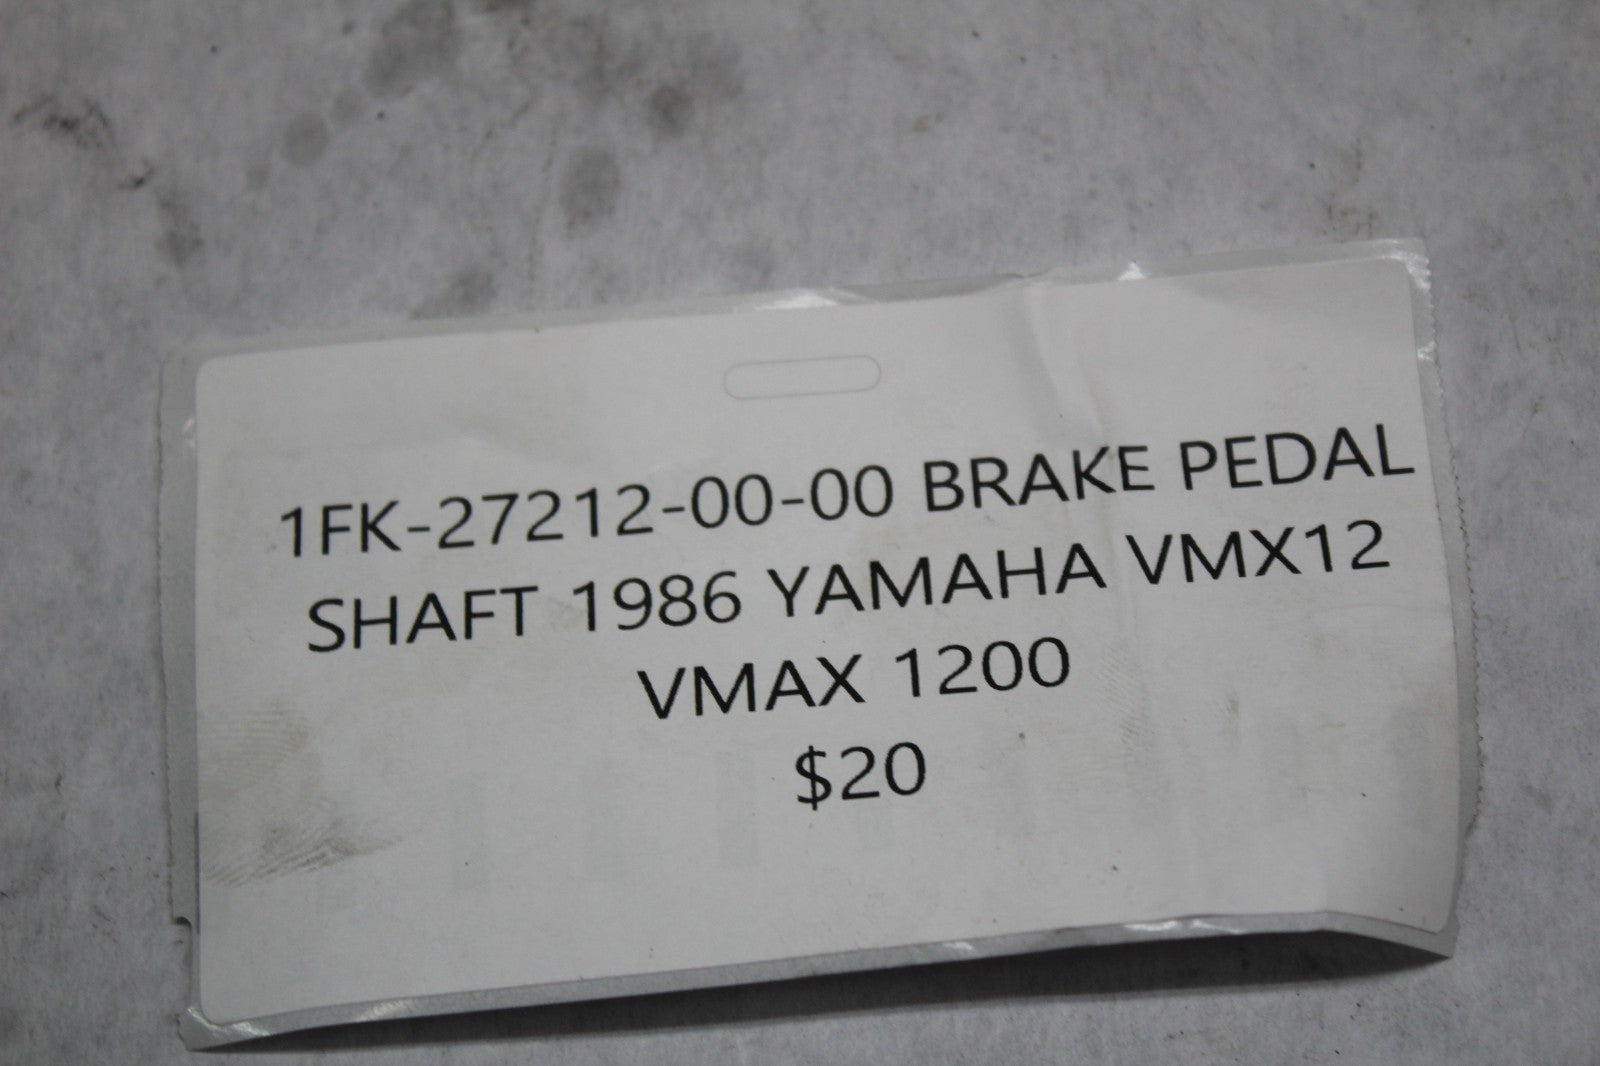 1FK-27212-00-00 BRAKE PEDAL
SHAFT 1986 YAMAHA VMX12
VMAX 1200
$20